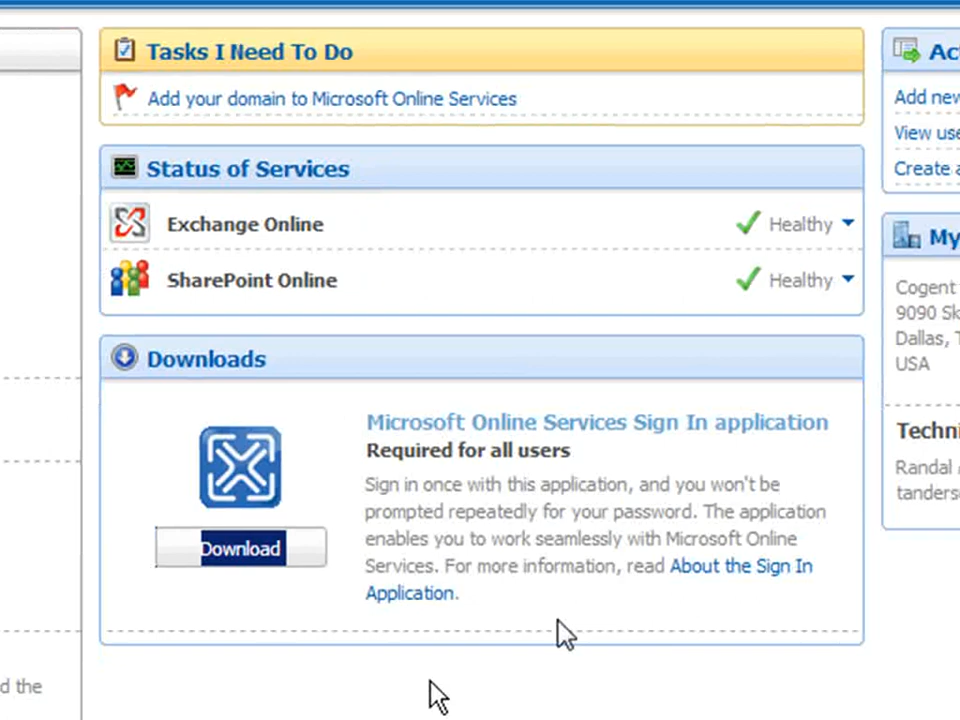 Tasks I Need To Do
Add your domain to Microsoft Online Services
Status of Services
Exchange Online
Healthy
SharePoint Online
Healthy
Downloads
Microsoft Online Services Sign In application
Required for all users
Sign in once with this application, and you won't be
prompted repeatedly for your password. The application
enables you to work seamlessly with Microsoft Online
Services. For more information, read About the Sign In
Application.
Download
d the
Act
Add new
View use
Create a
My
Cogent
9090 Sk
Dallas, T
USA
Techni
Randal
tanders